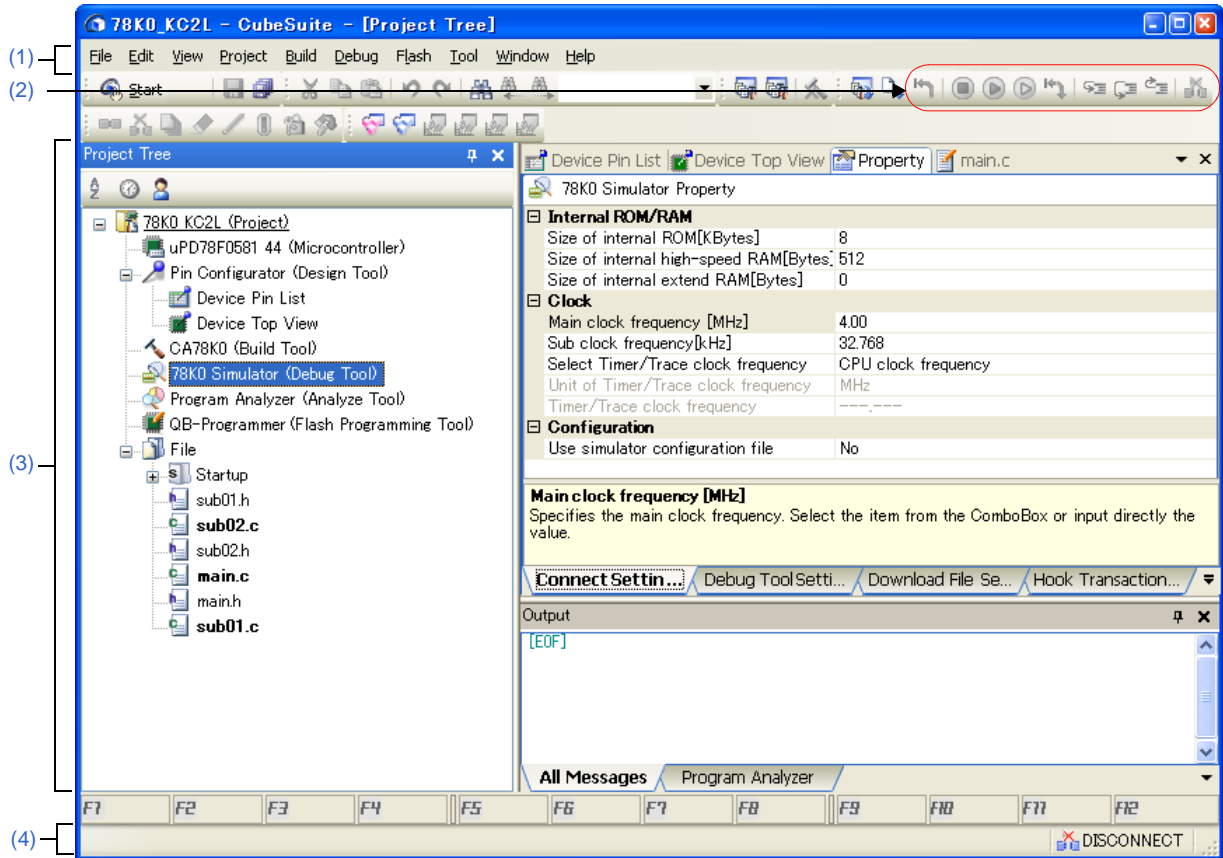 78K0_KC2L - CubeSuite - [Project Tree]
(1)
File Edit View Project Build Debug Flash Tool Window Help
(2)
Start
(3)
Project Tree
78K0 KC2L (Project)
uPD78F0581 44 (Microcontroller)
Pin Configurator (Design Tool)
Device Pin List
Device Top View
CA78K0 (Build Tool)
78K0 Simulator (Debug Tool)
Program Analyzer (Analyze Tool)
QB-Programmer (Flash Programming Tool)
File
Startup
sub01.h
sub02.c
sub02.h
main.c
main.h
sub01.c
Device Pin List Device Top View Property main.c
78K0 Simulator Property
Internal ROM/RAM
Size of internal ROM[KBytes] 8
Size of internal high-speed RAM[Bytes] 512
Size of internal extend RAM[Bytes] 0
Clock
Main clock frequency [MHz] 4.00
Sub clock frequency[kHz] 32.768
Select Timer/Trace clock frequency CPU clock frequency
Unit of Timer/Trace clock frequency MHz
Timer/Trace clock frequency ---.---
Configuration
Use simulator configuration file No
Main clock frequency [MHz]
Specifies the main clock frequency. Select the item from the ComboBox or input directly the
value.
Connect Settin... Debug Tool Setti... Download File Se... Hook Transaction...
Output
[EOF]
All Messages Program Analyzer
F1 F2 F3 F4 F5 F6 F7 F8 F9 F10 F11 F12
(4)
DISCONNECT